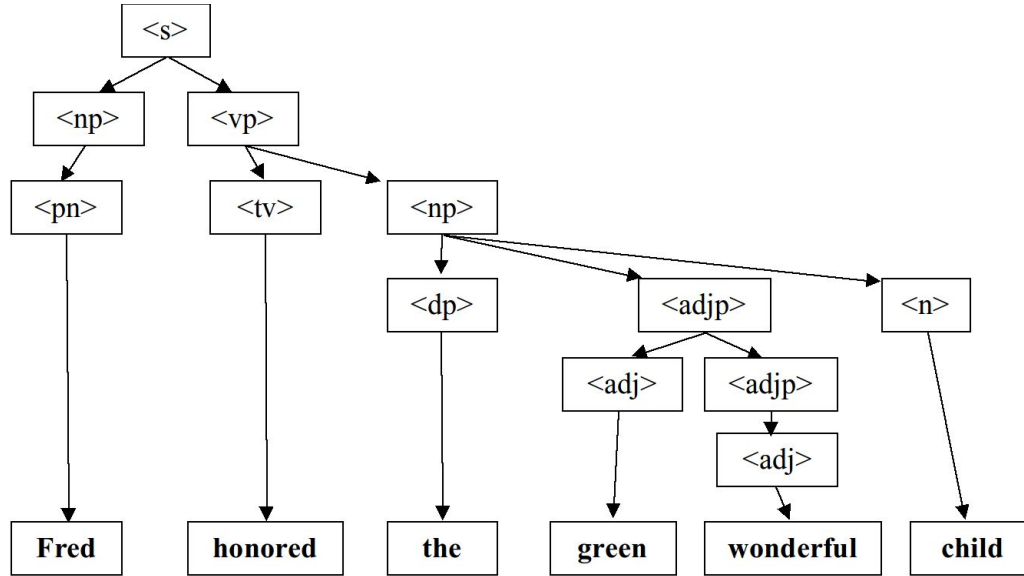 <s>
<np> <vp>
<pn> <tv> <np>
<dp> <adjp> <n>
<adj> <adjp>
<adj>
Fred honored the green wonderful child